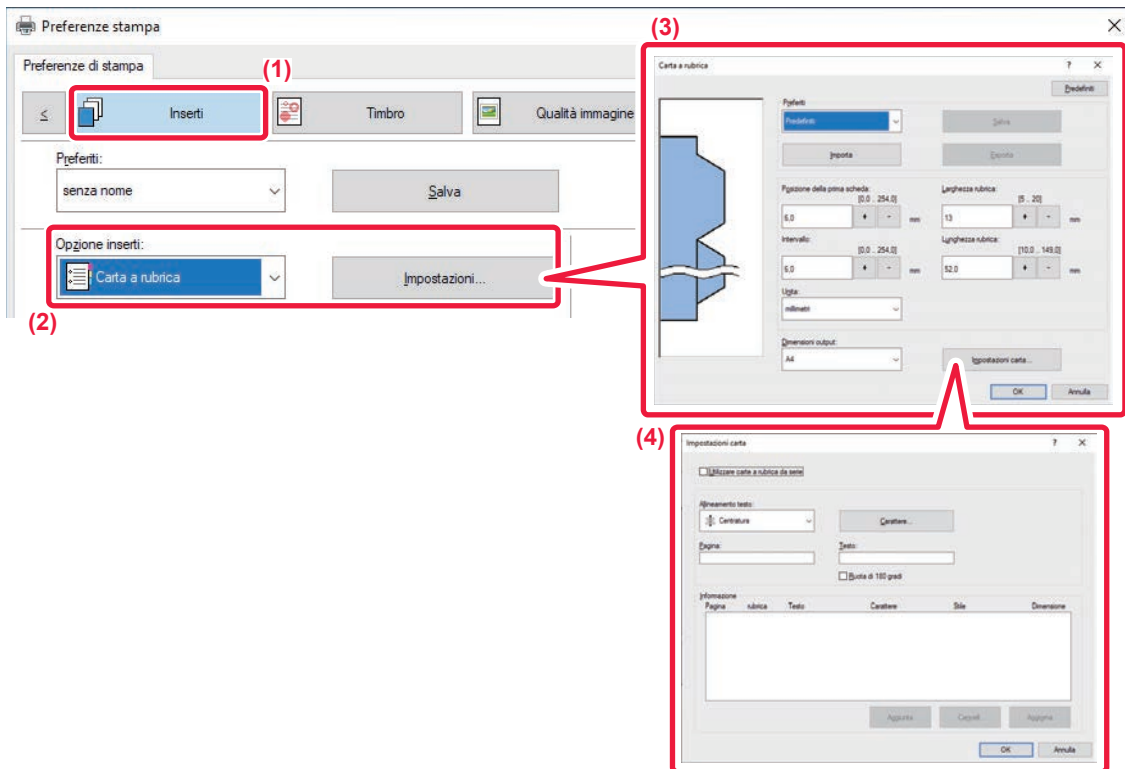 Preferenze stampa
Preferenze di stampa
(1)
≤
Inserti
Timbro
Qualità immagine
Preferiti:
senza nome
Salva
Opzione inserti:
Carta a rubrica
Impostazioni...
(2)
(3)
Carta a rubrica
?
Predefiniti
Preferiti
Predefiniti
Salva
Importa
Esporta
Posizione della prima scheda:
[0,0 .. 254,0]
6,0
+
-
mm
Larghezza rubrica:
[5 .. 20]
13
+
-
mm
Intervallo:
[0,0 .. 254,0]
6,0
+
-
mm
Lunghezza rubrica:
[10,0 .. 149,0]
52,0
+
-
mm
Unita:
millimetri
Dimensioni output:
A4
Impostazioni carta...
OK
Annulla
(4)
Impostazioni carta
?
Utilizzare carte a rubrica da serie
Allineamento testo:
Centratura
Carattere...
Pagina:
Testo:
Ruota di 180 gradi
Informazione
Pagina rubrica Testo Carattere Stile Dimensione
Aggiorna
OK
Annulla